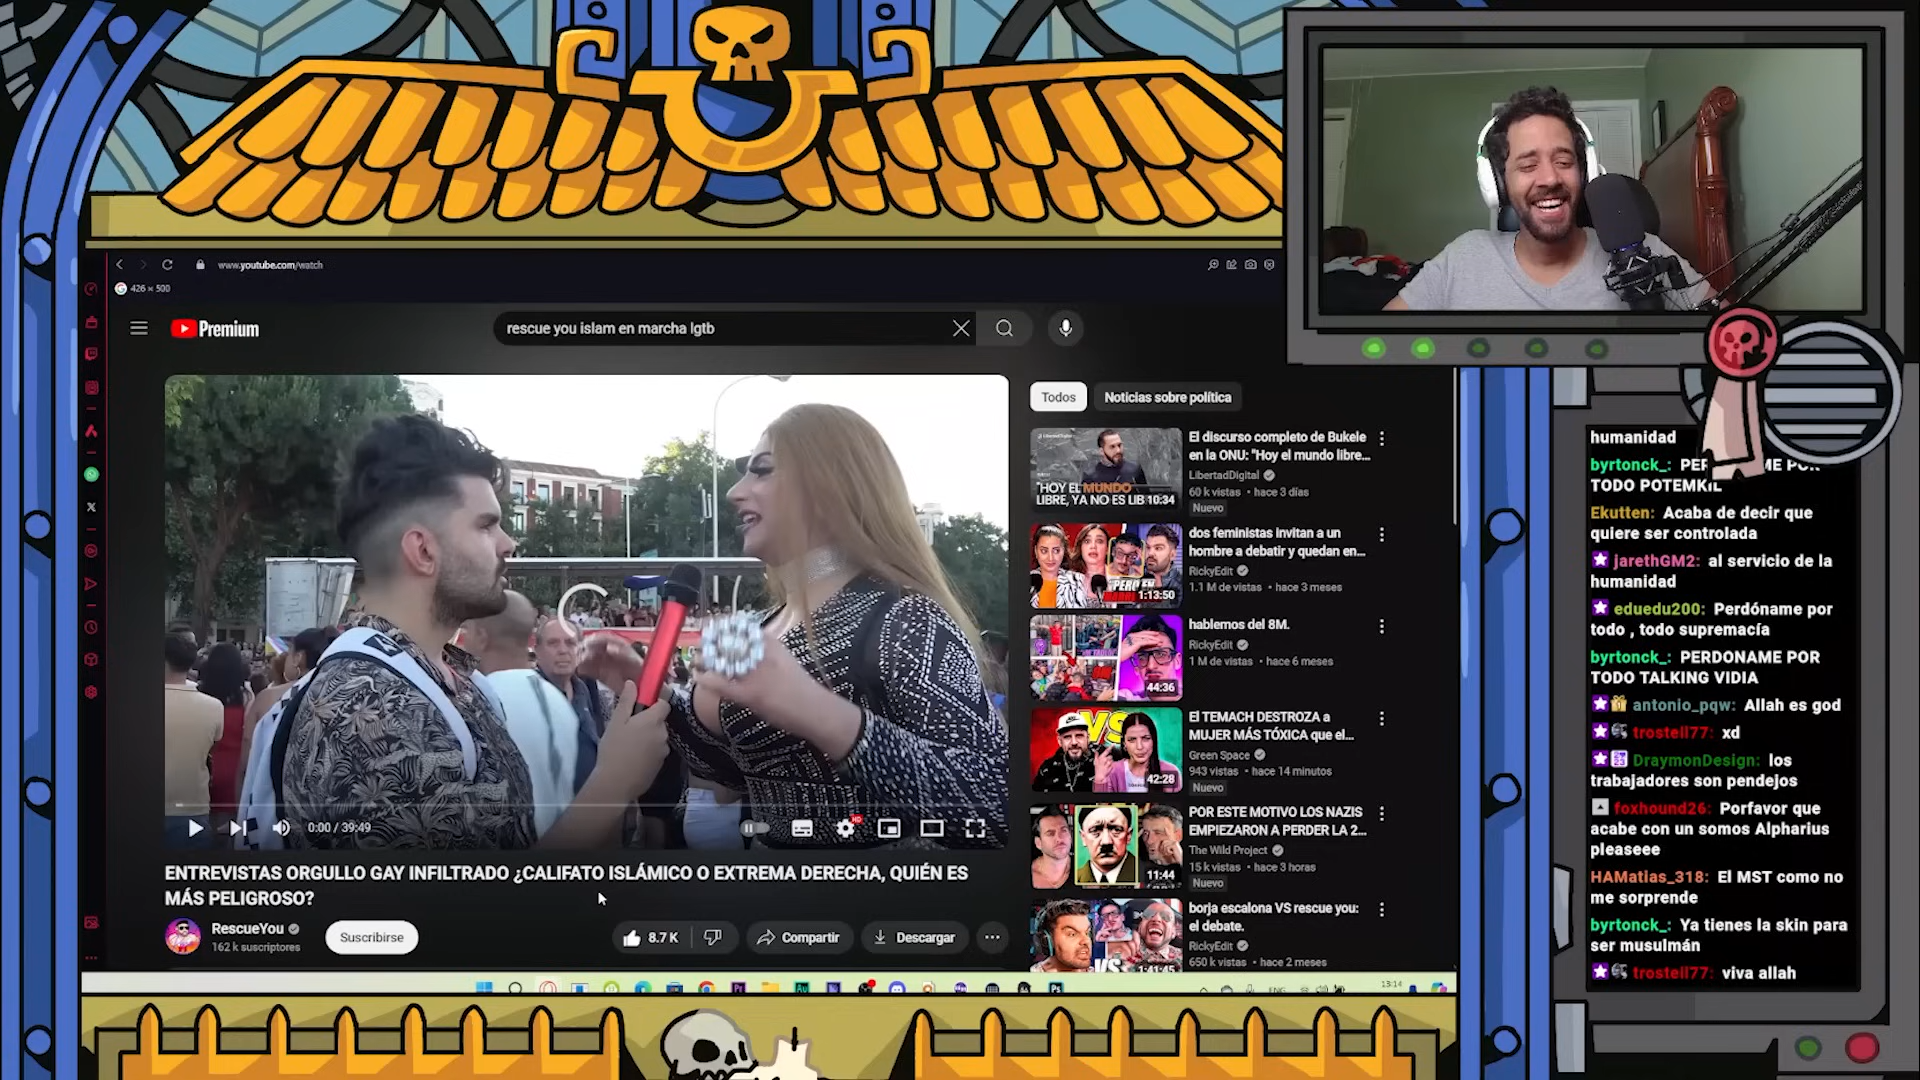 www.youtube.com/watch
426 × 500
Premium
rescue you islam en marcha lgtb
0:00 / 39:49
HD
ENTREVISTAS ORGULLO GAY INFILTRADO ¿CALIFATO ISLÁMICO O EXTREMA DERECHA, QUIÉN ES
MÁS PELIGROSO?
RescueYou
162 k suscriptores
Suscribirse
8.7 K
Compartir
Descargar
Todos
Noticias sobre política
"HOY EL MUNDO
LIBRE, YA NO ES LIB
10:34
El discurso completo de Bukele
en la ONU: "Hoy el mundo libre...
LibertadDigital
60 k vistas • hace 3 días
Nuevo
1:13:50
dos feministas invitan a un
hombre a debatir y quedan en...
RickyEdit
1.1 M de vistas • hace 3 meses
44:36
hablemos del 8M.
RickyEdit
1 M de vistas • hace 6 meses
VS
42:28
El TEMACH DESTROZA a
MUJER MÁS TÓXICA que el...
Green Space
943 vistas • hace 14 minutos
Nuevo
11:44
POR ESTE MOTIVO LOS NAZIS
EMPIEZARON A PERDER LA 2...
The Wild Project
15 k vistas • hace 3 horas
Nuevo
VS
1:41:45
borja escalona VS rescue you:
el debate.
RickyEdit
650 k vistas • hace 2 meses
ENG
13:14
humanidad
byrtonck_:
TODO POTEMKIL
Ekutten: Acaba de decir que
quiere ser controlada
jarethGM2: al servicio de la
humanidad
eduedu200: Perdóname por
todo , todo supremacía
byrtonck_: PERDONAME POR
TODO TALKING VIDIA
antonio_pqw: Allah es god
trostell77: xd
DraymonDesign: los
trabajadores son pendejos
foxhound26: Porfavor que
acabe con un somos Alpharius
pleaseee
HAMatias_318: El MST como no
me sorprende
byrtonck_: Ya tienes la skin para
ser musulmán
trostell77: viva allah